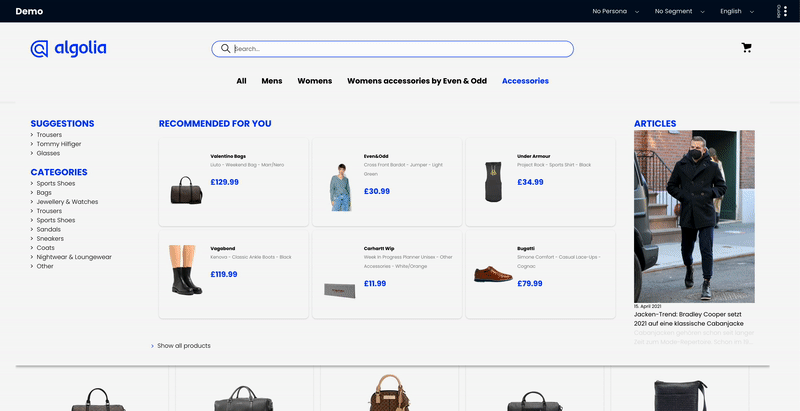 Demo
No Persona
No Segment
English
Guide
algolia
Search...
All
Mens
Womens
Womens accessories by Even & Odd
Accessories
SUGGESTIONS
Trousers
Tommy Hilfiger
Glasses
CATEGORIES
Sports Shoes
Bags
Jewellery & Watches
Trousers
Sports Shoes
Sandals
Sneakers
Coats
Nightwear & Loungewear
Other
RECOMMENDED FOR YOU
Valentino Bags
Liuto - Weekend Bag - Mori/Nero
£129.99
Even&Odd
Cross Front Bardot - Jumper - Light
Green
£30.99
Under Armour
Project Rock - Sports Shirt - Black
£34.99
Vagabond
Kenova - Classic Ankle Boots - Black
£119.99
Carhartt Wip
Week In Progress Planner Unisex - Other
Accessories - White/Orange
£11.99
Bugatti
Simone Comfort - Casual Lace-Ups -
Cognac
£79.99
Show all products
ARTICLES
15. April 2021
Jacken-Trend: Bradley Cooper setzt
2021 auf eine klassische Cabanjacke